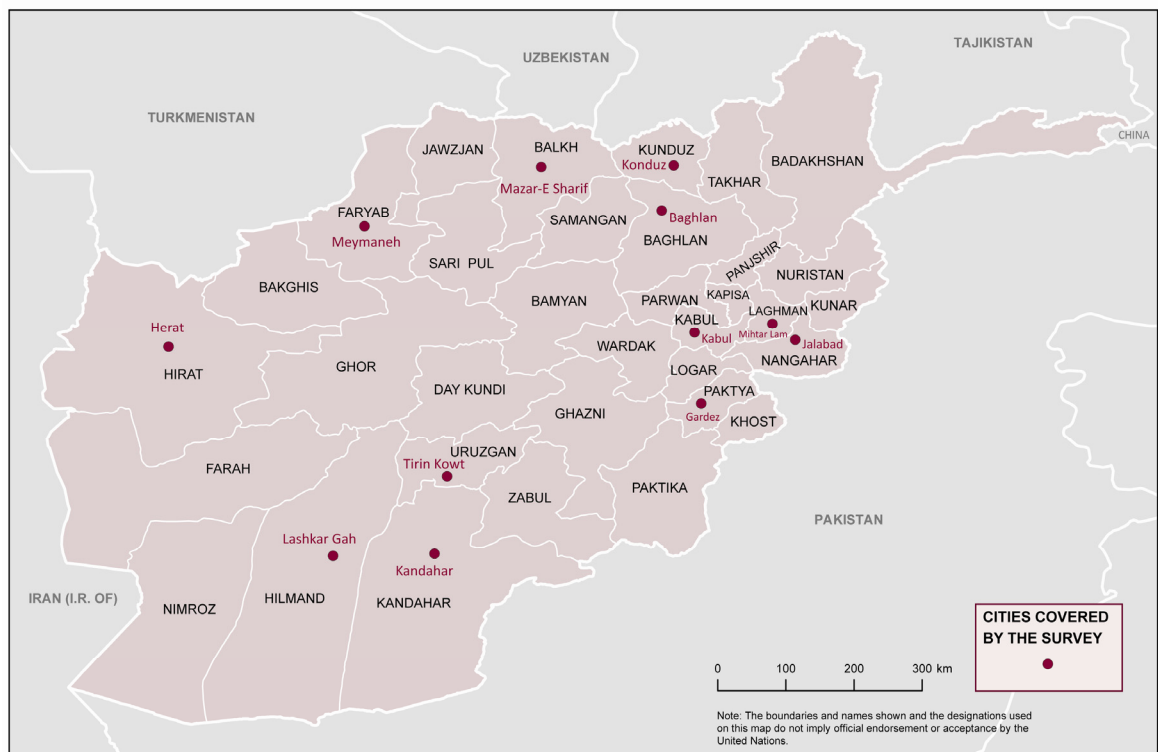 UZBEKISTAN
TAJIKISTAN
TURKMENISTAN
CHINA
JAWZJAN
BALKH
KUNDUZ
Konduz
BADAKHSHAN
TAKHAR
Mazar-E Sharif
FARYAB
Meymaneh
SAMANGAN
Baghlan
BAGHLAN
SARI PUL
PANJSHIR
NURISTAN
BAKGHIS
BAMYAN
PARWAN
KAPISA
KUNAR
LAGHMAN
KABUL
Kabul
Mihtar Lam
Jalabad
NANGAHAR
Herat
HIRAT
WARDAK
GHOR
LOGAR
DAY KUNDI
PAKTYA
GHAZNI
Gardez
KHOST
URUZGAN
Tirin Kowt
FARAH
ZABUL
PAKTIKA
PAKISTAN
Lashkar Gah
Kandahar
IRAN (I.R. OF)
NIMROZ
HILMAND
KANDAHAR
CITIES COVERED
BY THE SURVEY
0 100 200 300 km
Note: The boundaries and names shown and the designations used
on this map do not imply official endorsement or acceptance by the
United Nations.